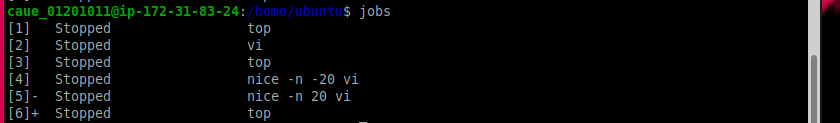 caue_01201011@ip-172-31-83-24:/home/ubuntu$ jobs
[1]   Stopped                 top
[2]   Stopped                 vi
[3]   Stopped                 top
[4]   Stopped                 nice -n -20 vi
[5]-  Stopped                 nice -n 20 vi
[6]+  Stopped                 top